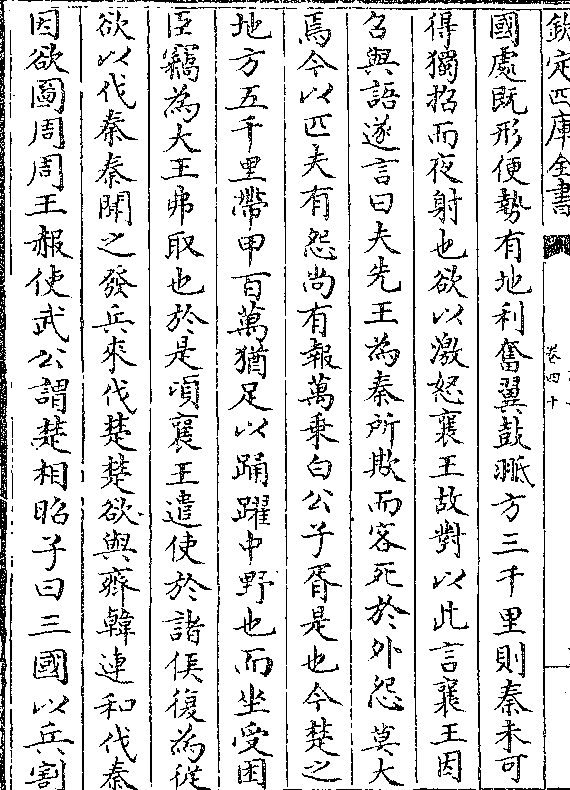 欽定四庫全書
卷四十
國處既形便勢有地利奮翼鼓䎗方三千里則秦未可
得獨招而夜射也欲以激怒襄王故對以此言襄王因
召與語遂言曰夫先王為秦所欺而客死於外怨莫大
焉今以匹夫有怨尚有報萬乘白公子胥是也今楚之
地方五千里帶甲百萬猶足以踊躍中野也而坐受困
臣竊為大王弗取也於是頃襄王遣使於諸侯復為從
欲以伐秦秦聞之發兵來伐楚楚欲與齊韓連和伐秦
因欲圖周周王赧使武公謂楚相昭子曰三國以兵割